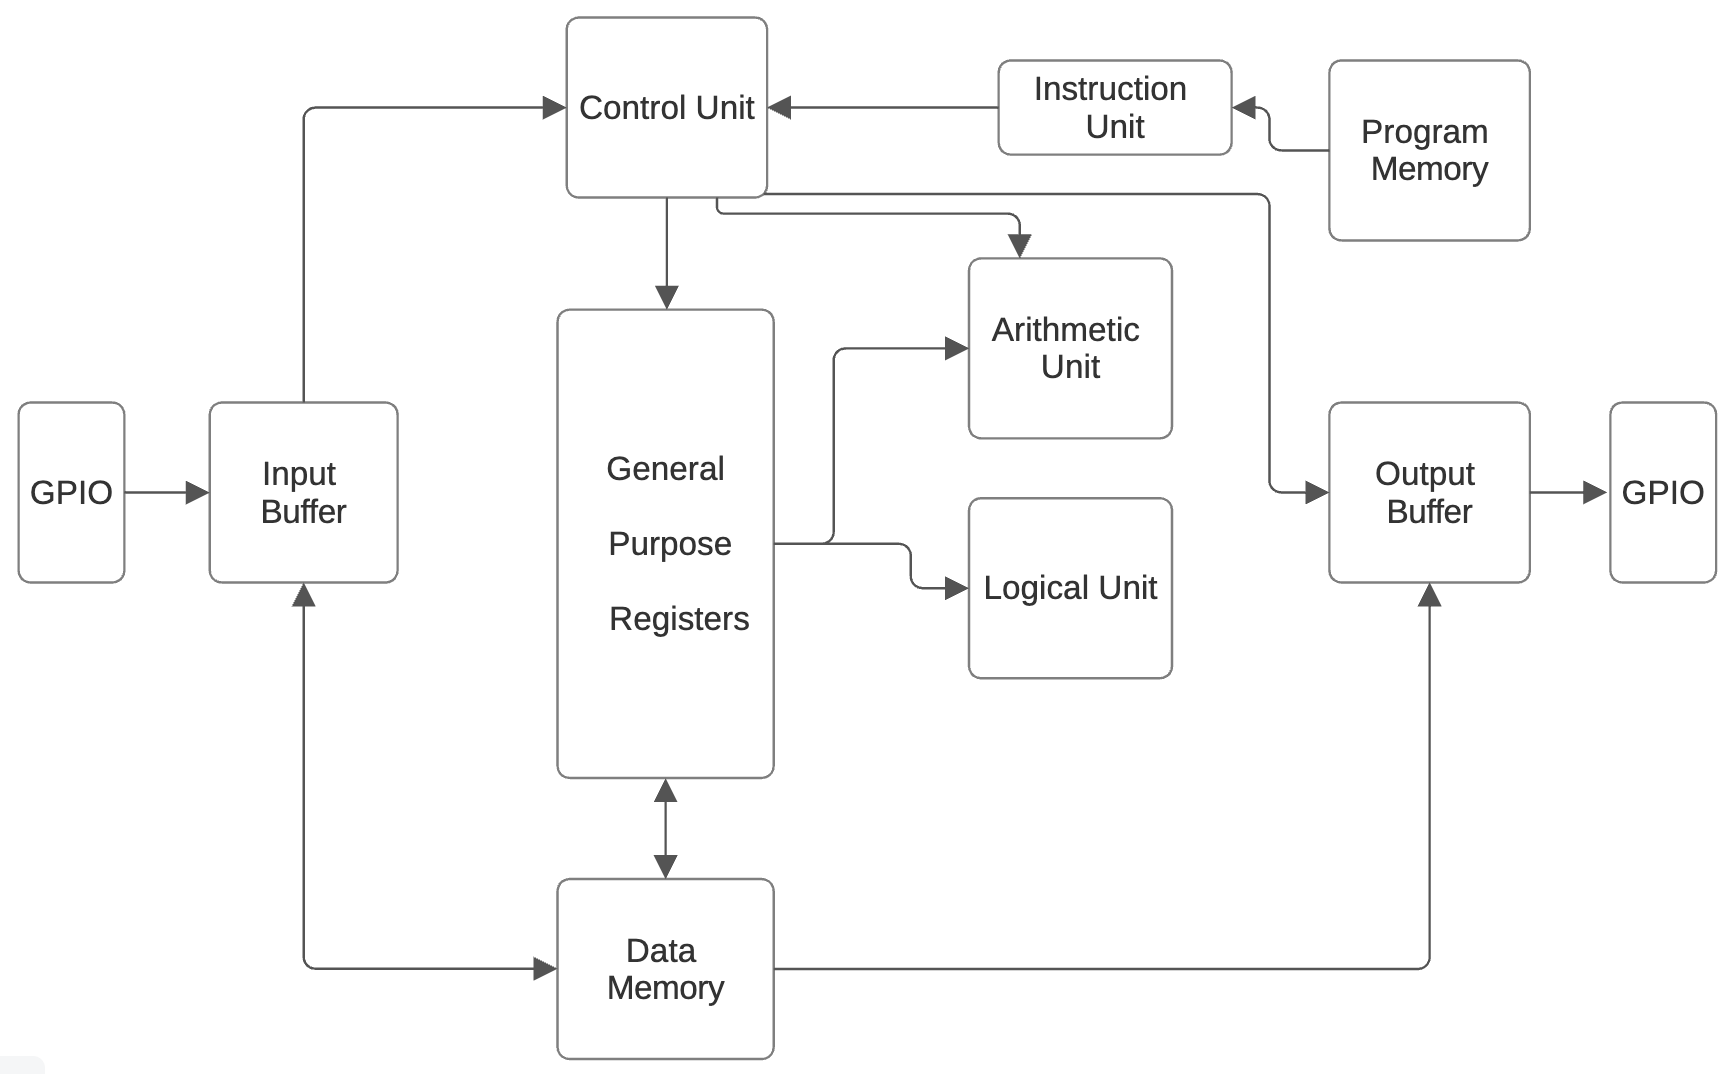 Control Unit
Instruction
Unit
Program
Memory
Arithmetic
Unit
GPIO
Input
Buffer
General
Purpose
Registers
Logical Unit
Output
Buffer
GPIO
Data
Memory